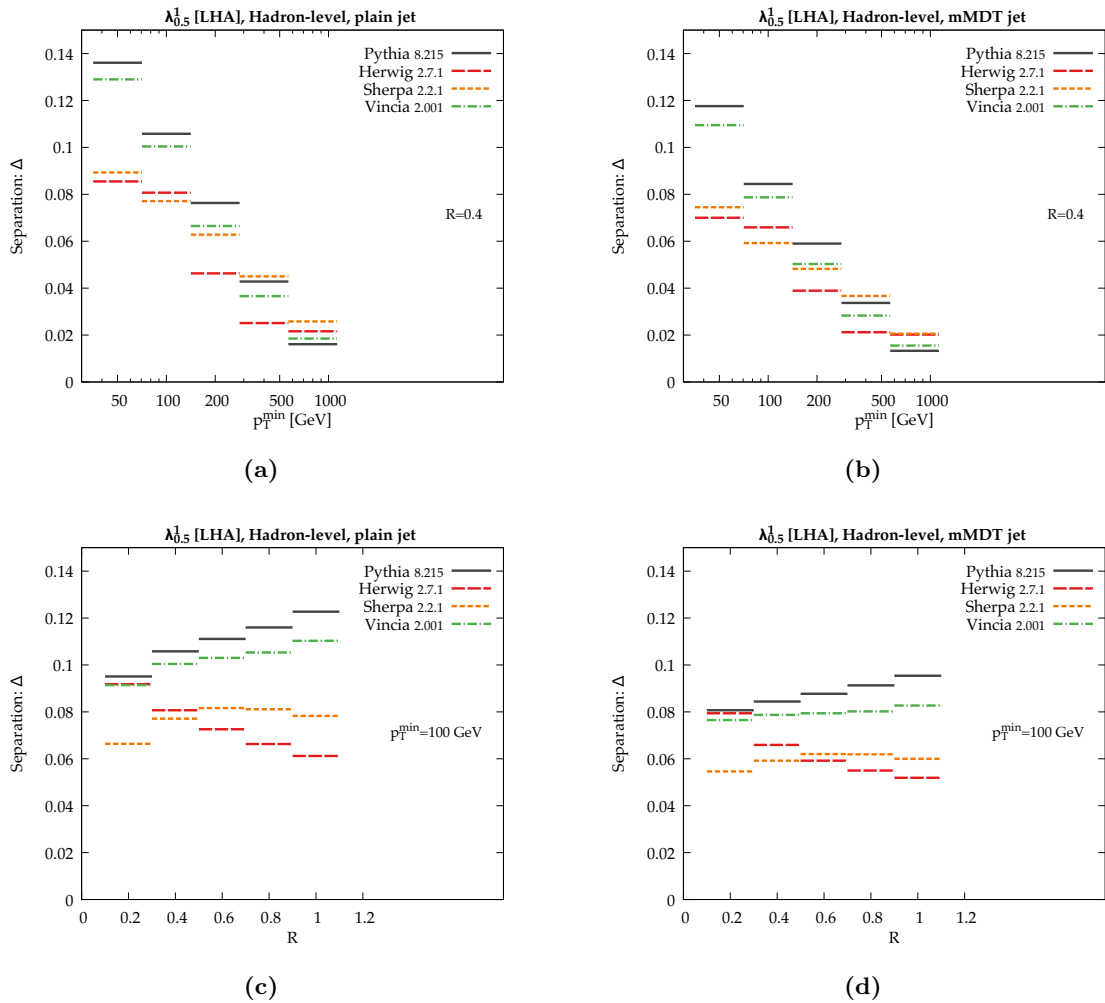 λ¹₀.₅ [LHA], Hadron-level, plain jet
Separation: Δ
0.14
0.12
0.1
0.08
0.06
0.04
0.02
0
Pythia 8.215
Herwig 2.7.1
Sherpa 2.2.1
Vincia 2.001
R=0.4
50 100 200 500 1000
p_T^min [GeV]
(a)
λ¹₀.₅ [LHA], Hadron-level, mMDT jet
Separation: Δ
0.14
0.12
0.1
0.08
0.06
0.04
0.02
0
Pythia 8.215
Herwig 2.7.1
Sherpa 2.2.1
Vincia 2.001
R=0.4
50 100 200 500 1000
p_T^min [GeV]
(b)
λ¹₀.₅ [LHA], Hadron-level, plain jet
Separation: Δ
0.14
0.12
0.1
0.08
0.06
0.04
0.02
0
Pythia 8.215
Herwig 2.7.1
Sherpa 2.2.1
Vincia 2.001
p_T^min=100 GeV
0 0.2 0.4 0.6 0.8 1 1.2
R
(c)
λ¹₀.₅ [LHA], Hadron-level, mMDT jet
Separation: Δ
0.14
0.12
0.1
0.08
0.06
0.04
0.02
0
Pythia 8.215
Herwig 2.7.1
Sherpa 2.2.1
Vincia 2.001
p_T^min=100 GeV
0 0.2 0.4 0.6 0.8 1 1.2
R
(d)